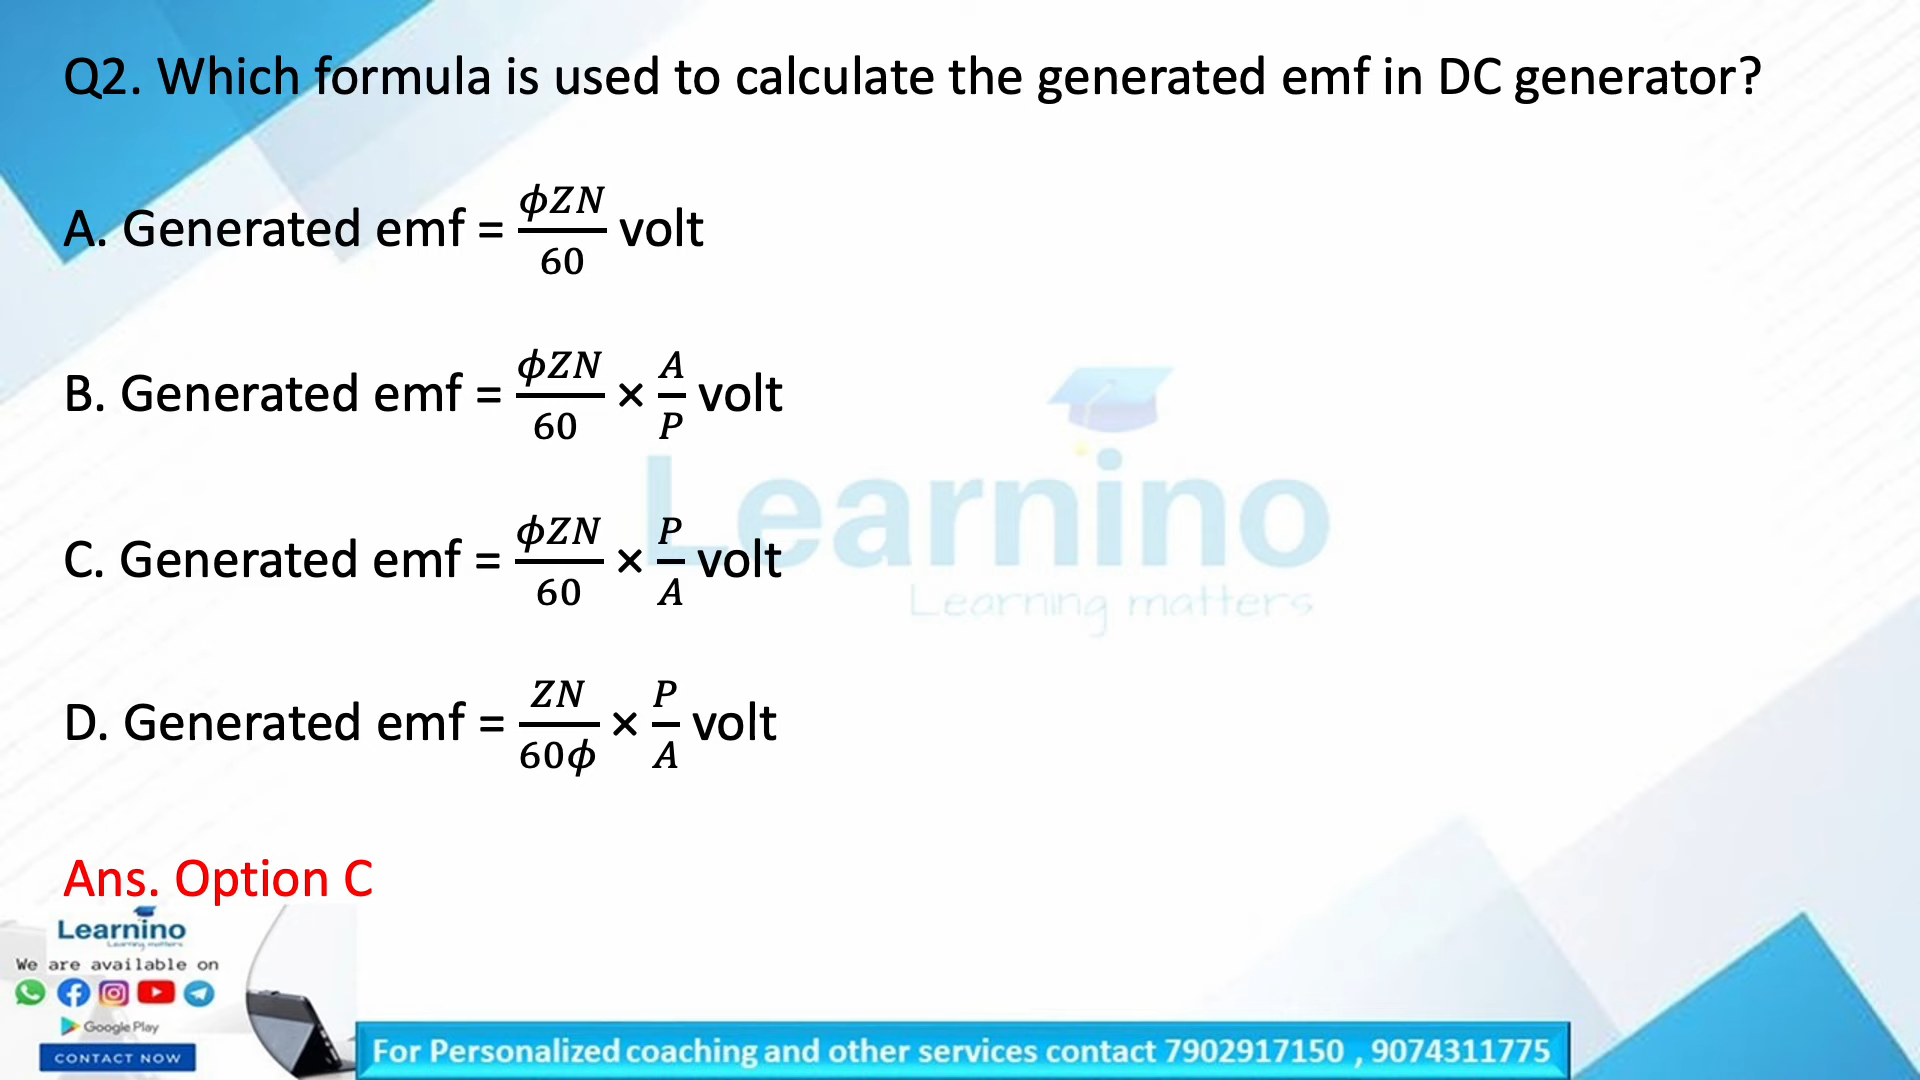 Q2. Which formula is used to calculate the generated emf in DC generator?
A. Generated emf = ϕZN/60 volt
B. Generated emf = ϕZN/60 × A/P volt
C. Generated emf = ϕZN/60 × P/A volt
D. Generated emf = ZN/60ϕ × P/A volt
Learnino
Learning matters
Ans. Option C
Learnino
Learning matters
We are available on
Google Play
CONTACT NOW
For Personalized coaching and other services contact 7902917150 , 9074311775